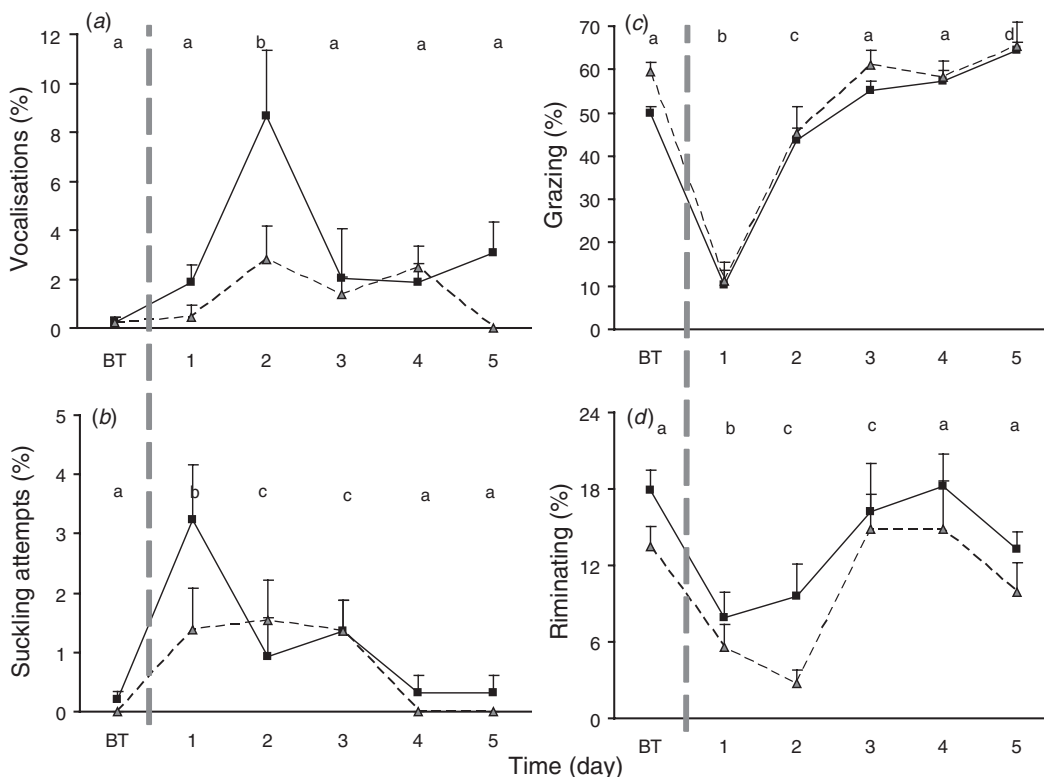 (a)
a a b a a a
12
10
8
6
4
2
0
Vocalisations (%)
BT 1 2 3 4 5
(c)
a b c a a d
70
60
50
40
30
20
10
0
Grazing (%)
BT 1 2 3 4 5
(b)
a b c c a a
5
4
3
2
1
0
Suckling attempts (%)
BT 1 2 3 4 5
(d)
a b c c a a
24
18
12
6
0
Riminating (%)
BT 1 2 3 4 5
Time (day)